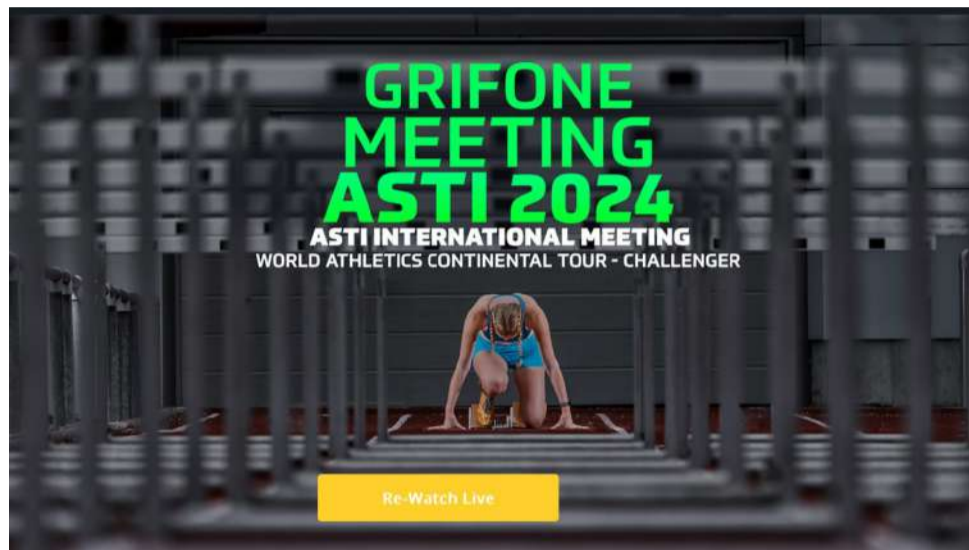 GRIFONE
MEETING
ASTI 2024
ASTI INTERNATIONAL MEETING
WORLD ATHLETICS CONTINENTAL TOUR - CHALLENGER
Re-Watch Live